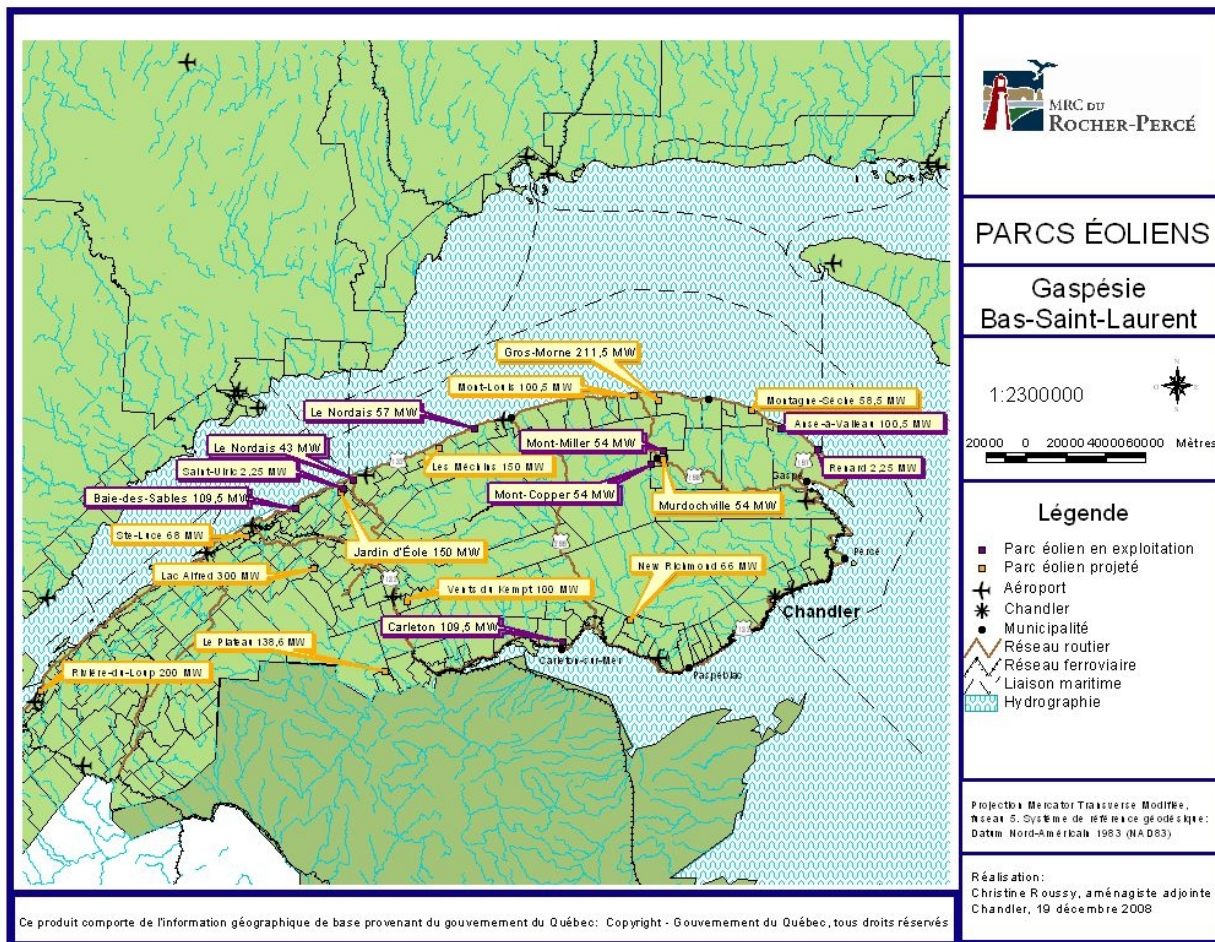 MRC DU
ROCHER-PERCÉ
PARCS ÉOLIENS
Gaspésie
Bas-Saint-Laurent
1:2300000
N
O
E
S
20000 0 20000 40000 60000 Mètres
Légende
Parc éolien en exploitation
Parc éolien projeté
Aéroport
Chandler
Municipalité
Réseau routier
Réseau ferroviaire
Liaison maritime
Hydrographie
Projection Mercator Transverse Modifiée,
fuseau 5. Système de référence géodésique:
Datum Nord-Américain 1983 (NAD83)
Réalisation:
Christine Roussy, aménagiste adjointe
Chandler, 19 décembre 2008
Gros-Morne 211,5 MW
Mont-Louis 100,5 MW
Montagne-Sèche 58,5 MW
Le Nordais 57 MW
Anse-à-Valleau 100,5 MW
Le Nordais 43 MW
Mont-Miller 54 MW
Saint-Ulric 2,25 MW
Les Méchins 150 MW
Renard 2,25 MW
Gaspé
Baie-des-Sables 109,5 MW
Mont-Copper 54 MW
Murdochville 54 MW
Ste-Luce 68 MW
Jardin d'Éole 150 MW
Percé
Lac Alfred 300 MW
New Richmond 66 MW
Vents du Kempt 100 MW
Chandler
Carleton 109,5 MW
Le Plateau 138,6 MW
Carleton-sur-Mer
Paspébiac
Rivière-du-Loup 200 MW
132
198
197
Ce produit comporte de l'information géographique de base provenant du gouvernement du Québec: Copyright - Gouvernement du Québec, tous droits réservés